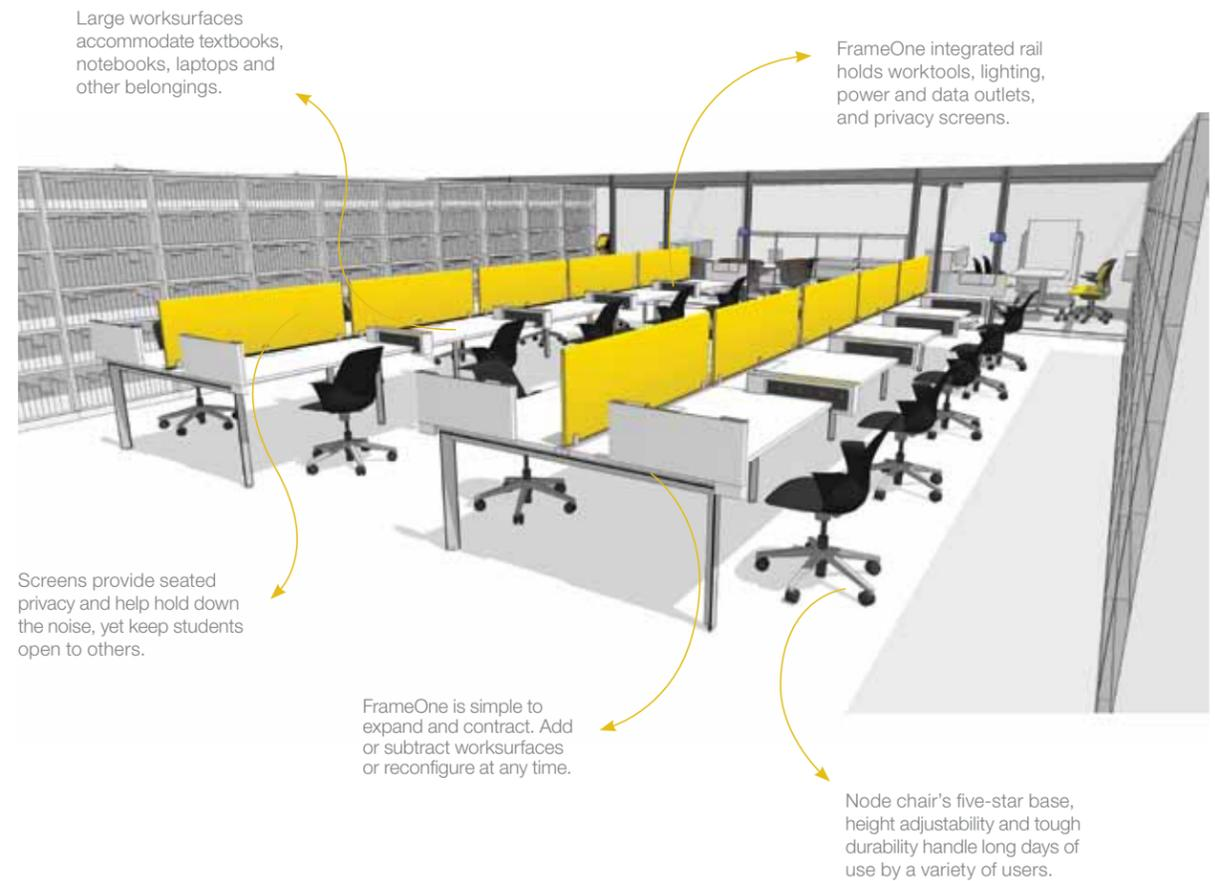 Large worksurfaces
accommodate textbooks,
notebooks, laptops and
other belongings.
FrameOne integrated rail
holds worktools, lighting,
power and data outlets,
and privacy screens.
Screens provide seated
privacy and help hold down
the noise, yet keep students
open to others.
FrameOne is simple to
expand and contract. Add
or subtract worksurfaces
or reconfigure at any time.
Node chair's five-star base,
height adjustability and tough
durability handle long days of
use by a variety of users.